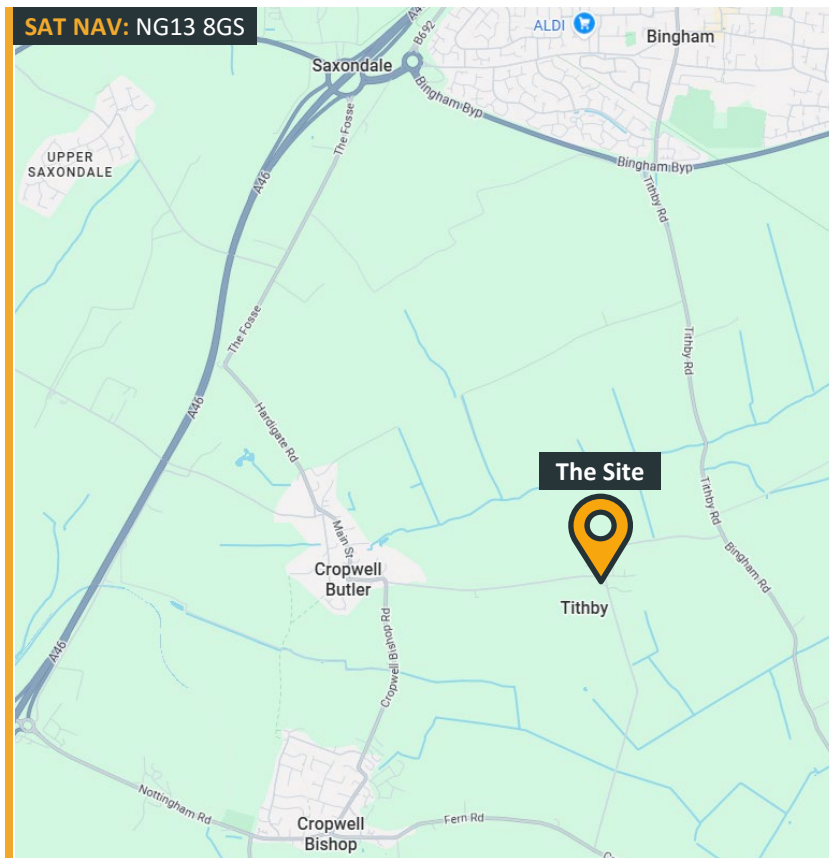 SAT NAV: NG13 8GS
B692
ALDI
Bingham
Saxondale
A46
Bingham Byp
The Fosse
UPPER
SAXONDALE
Bingham Byp
A46
Tithby Rd
The Fosse
Tithby Rd
A46
Hardigate Rd
The Site
Tithby Rd
Main St
Bingham Rd
Cropwell
Butler
Tithby
Cropwell Bishop Rd
A46
Nottingham Rd
Fern Rd
Cropwell
Bishop